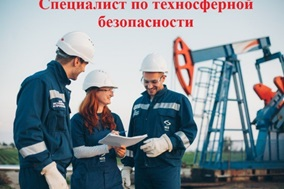 Специалист по техносферной
безопасности